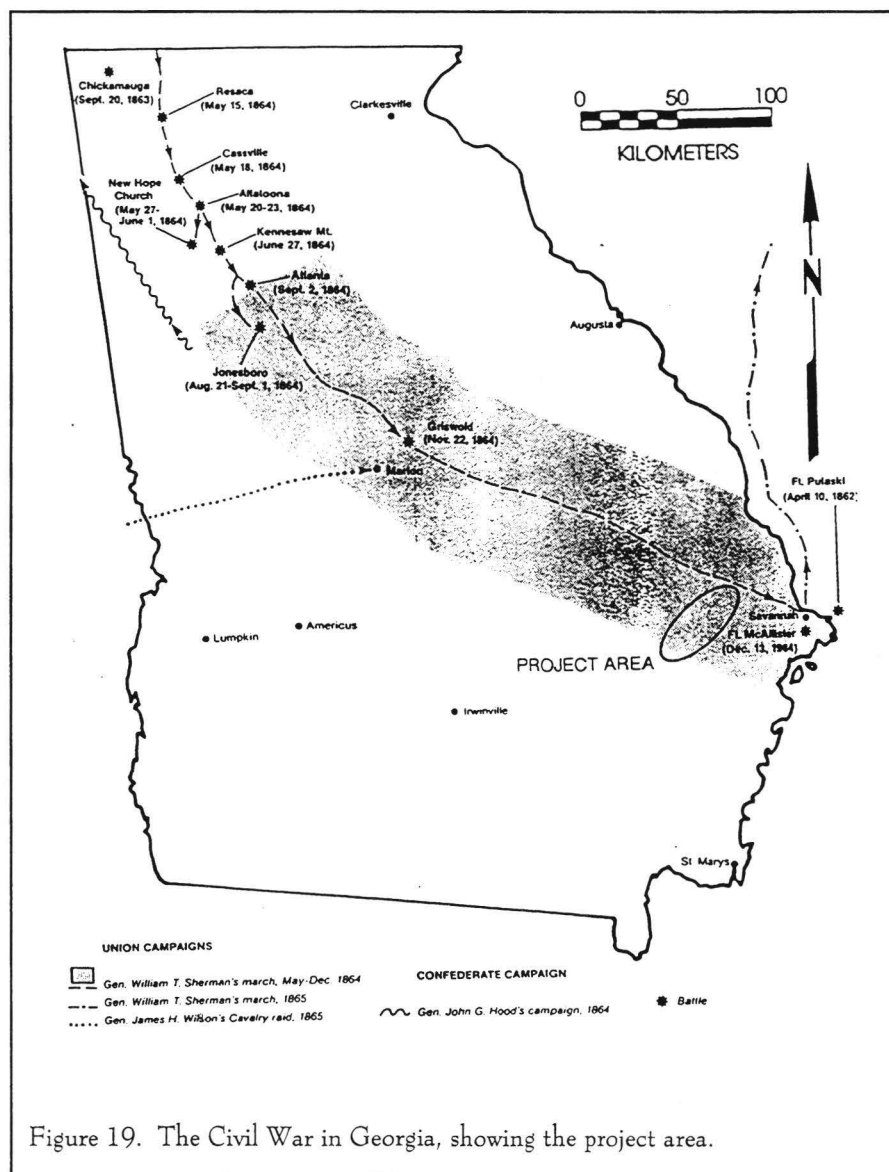 Chickamauga
(Sept. 20, 1863)
Resaca
(May 15, 1864)
Clarkesville
0 50 100
KILOMETERS
Cassville
(May 18, 1864)
New Hope
Church
(May 27-
June 1, 1864)
Allatoona
(May 20-23, 1864)
Kennesaw Mt.
(June 27, 1864)
N
Atlanta
(Sept. 2, 1864)
Augusta
Jonesboro
(Aug. 21-Sept. 1, 1864)
Griswold
(Nov. 22, 1864)
Marion
Ft. Pulaski
(April 10, 1862)
Savannah
Ft. McAllister
(Dec. 13, 1964)
Lumpkin
Americus
PROJECT AREA
Irwinville
St Marys
UNION CAMPAIGNS
Gen. William T. Sherman's march, May-Dec. 1864
Gen. William T. Sherman's march, 1865
Gen. James H. Wilson's Cavalry raid, 1865
CONFEDERATE CAMPAIGN
Gen. John G. Hood's campaign, 1864
Battle
Figure 19. The Civil War in Georgia, showing the project area.